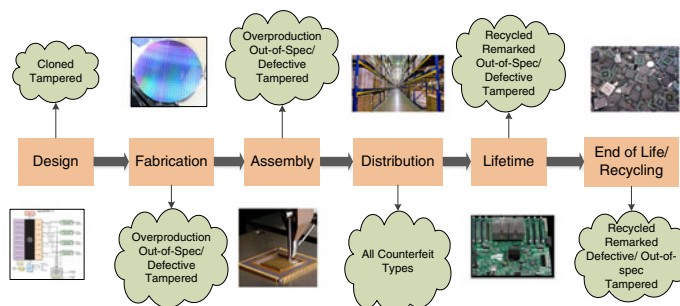 Cloned
Tampered
Overproduction
Out-of-Spec/
Defective
Tampered
Recycled
Remarked
Out-of-Spec/
Defective
Tampered
Design
Fabrication
Assembly
Distribution
Lifetime
End of Life/
Recycling
Overproduction
Out-of-Spec/
Defective
Tampered
All Counterfeit
Types
Recycled
Remarked
Defective/ Out-of-
spec
Tampered